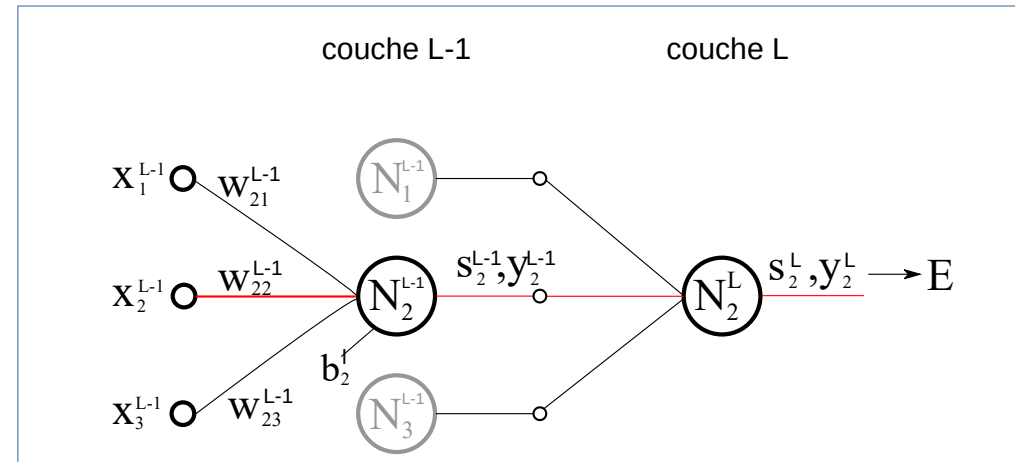 couche L-1 couche L
x₁ᴸ⁻¹ w₂₁ᴸ⁻¹ N₁ᴸ⁻¹
x₂ᴸ⁻¹ w₂₂ᴸ⁻¹ N₂ᴸ⁻¹ s₂ᴸ⁻¹,y₂ᴸ⁻¹ N₂ᴸ s₂ᴸ,y₂ᴸ → E
b₂ˡ
x₃ᴸ⁻¹ w₂₃ᴸ⁻¹ N₃ᴸ⁻¹